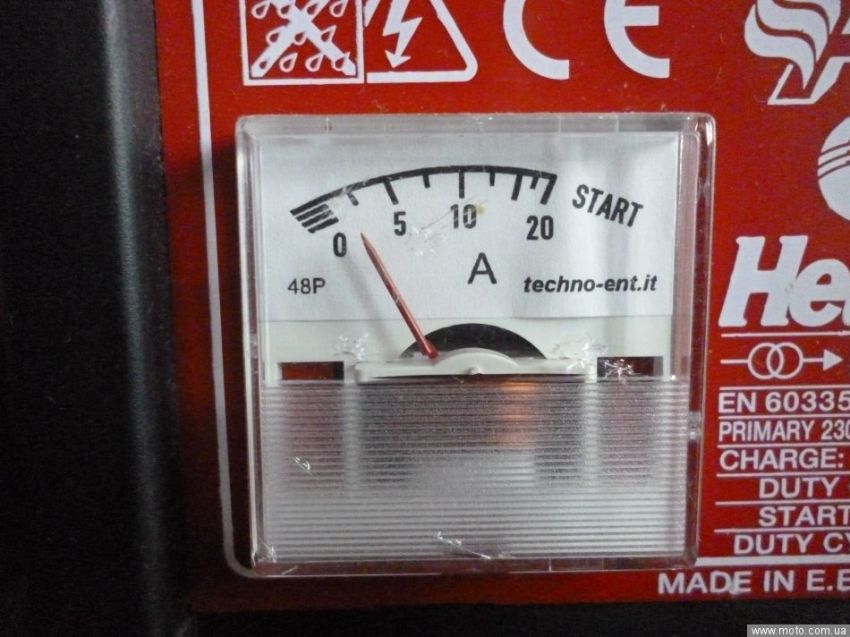 CE
START
0 5 10 20
48P A techno-ent.it
EN 60335
PRIMARY 230
CHARGE:
DUTY
START
DUTY CY
MADE IN E.E
www.moto.com.ua